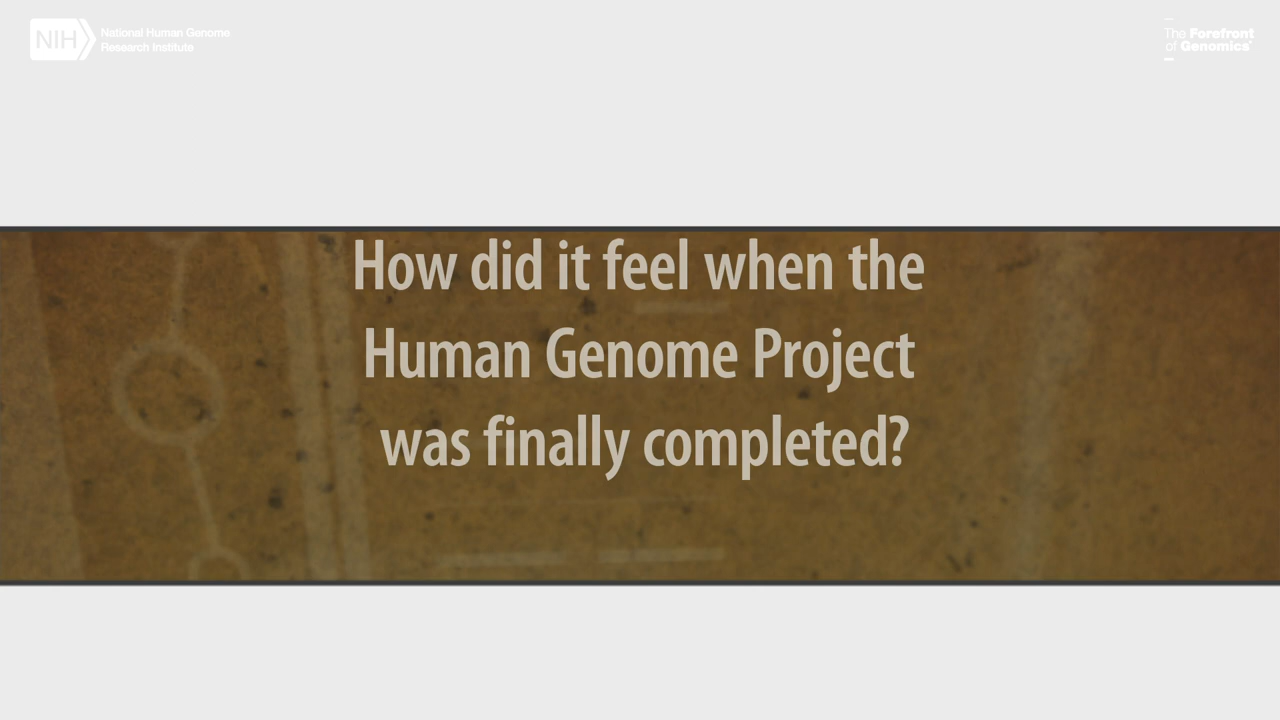 NIH
National Human Genome
Research Institute
The Forefront
of Genomics®
How did it feel when the
Human Genome Project
was finally completed?